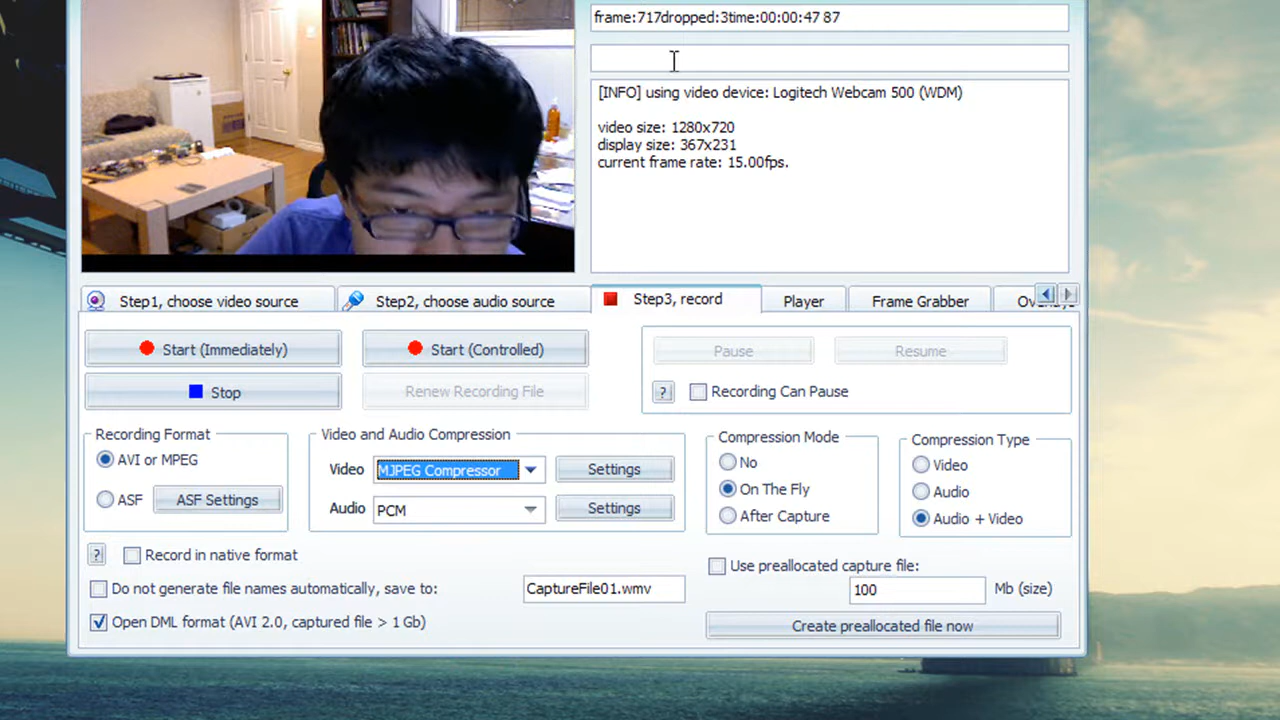 frame:717dropped:3time:00:00:47 87
[INFO] using video device: Logitech Webcam 500 (WDM)
video size: 1280x720
display size: 367x231
current frame rate: 15.00fps.
Step1, choose video source
Step2, choose audio source
Step3, record
Player
Frame Grabber
Start (Immediately)
Start (Controlled)
Pause
Resume
Stop
Renew Recording File
? Recording Can Pause
Recording Format
AVI or MPEG
ASF
ASF Settings
Video and Audio Compression
Video MJPEG Compressor Settings
Audio PCM Settings
Compression Mode
No
On The Fly
After Capture
Compression Type
Video
Audio
Audio + Video
? Record in native format
Do not generate file names automatically, save to: CaptureFile01.wmv
Open DML format (AVI 2.0, captured file > 1 Gb)
Use preallocated capture file:
100 Mb (size)
Create preallocated file now